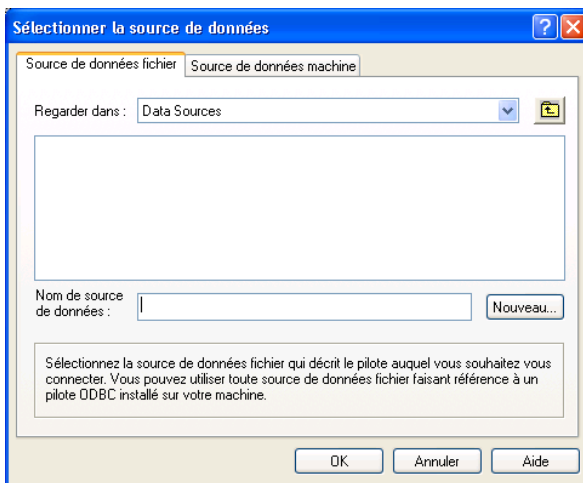 Sélectionner la source de données
Source de données fichier
Source de données machine
Regarder dans :
Data Sources
Nom de source
de données :
Nouveau...
Sélectionnez la source de données fichier qui décrit le pilote auquel vous souhaitez vous
connecter. Vous pouvez utiliser toute source de données fichier faisant référence à un
pilote ODBC installé sur votre machine.
OK
Annuler
Aide